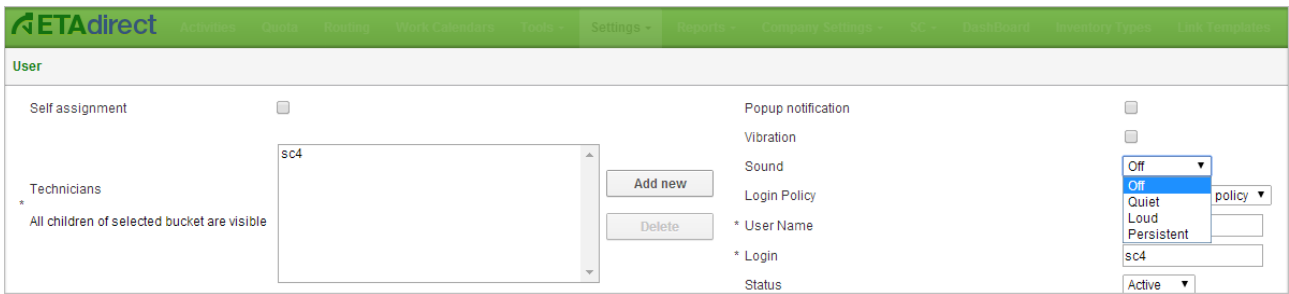 ETAdirect Activities Quota Routing Work Calendars Tools Settings Reports Company Settings SC DashBoard Inventory Types Link Templates
User
Self assignment
Popup notification
Vibration
sc4
Sound
Off
Technicians
Add new
Login Policy
Off
policy
Quiet
*
All children of selected bucket are visible
Delete
* User Name
Loud
Persistent
* Login
sc4
Status
Active